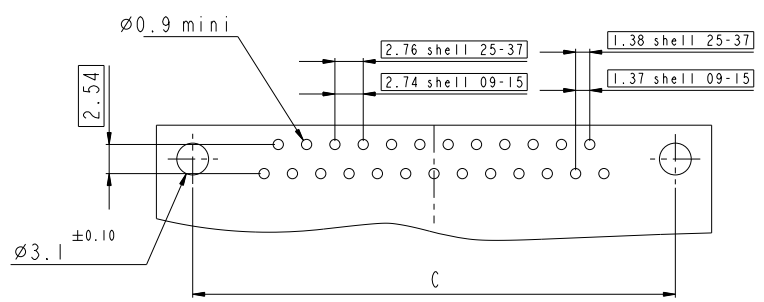 Ø0.9 mini
2.76 shell 25-37
1.38 shell 25-37
2.74 shell 09-15
1.37 shell 09-15
2.54
Ø3.1 ±0.10
C